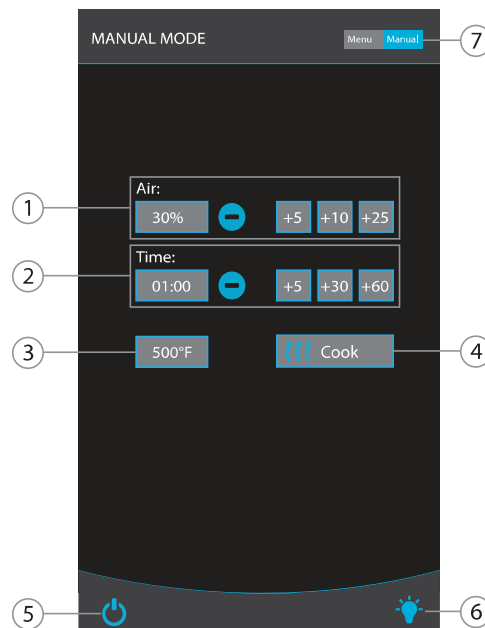 MANUAL MODE
Menu Manual
7
Air:
1
30% +5 +10 +25
Time:
2
01:00 +5 +30 +60
3
500°F Cook
4
5
6